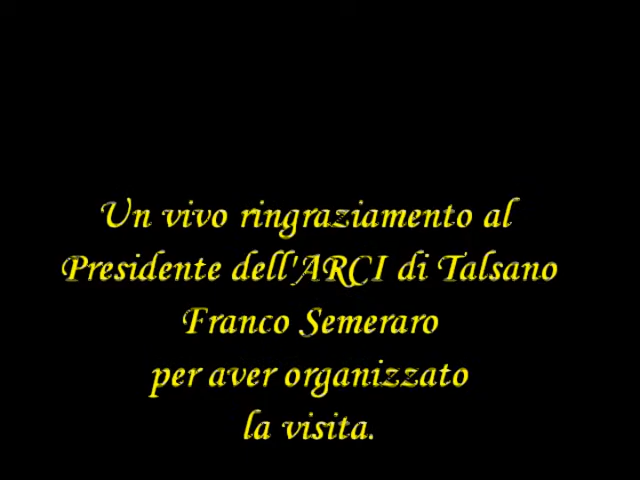 Un vivo ringraziamento al
Presidente dell'ARCI di Talsano
Franco Semeraro
per aver organizzato
la visita.